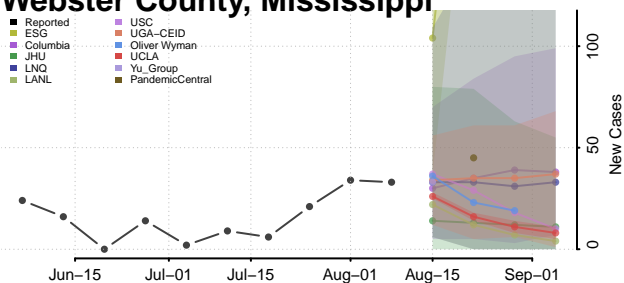 Webster County, Mississippi
Reported
ESG
Columbia
JHU
LNQ
LANL
USC
UGA−CEID
Oliver Wyman
UCLA
Yu_Group
PandemicCentral
100
50
0
New Cases
Jun−15
Jul−01
Jul−15
Aug−01
Aug−15
Sep−01